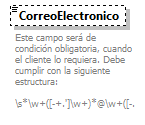 CorreoElectronico
Este campo será de
condición obligatoria, cuando
el cliente lo requiera. Debe
cumplir con la siguiente
estructura:
\s*\w+([-+.']\w+)*@\w+([-.